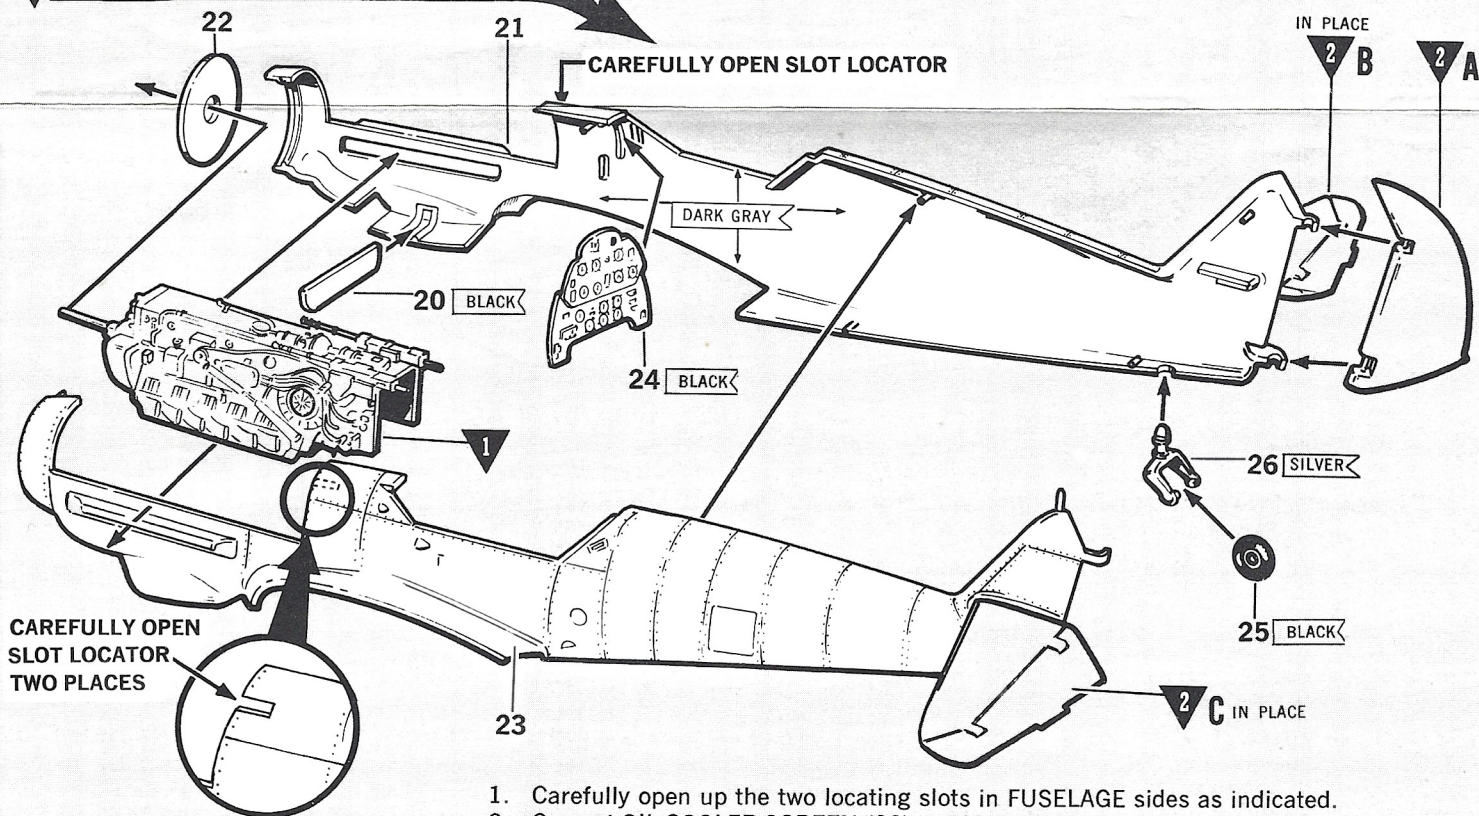 22
21
CAREFULLY OPEN SLOT LOCATOR
IN PLACE
2 B
2 A
DARK GRAY
20 BLACK
24 BLACK
1
26 SILVER
25 BLACK
CAREFULLY OPEN
SLOT LOCATOR
TWO PLACES
23
2 C IN PLACE
1. Carefully open up the two locating slots in FUSELAGE sides as indicated.